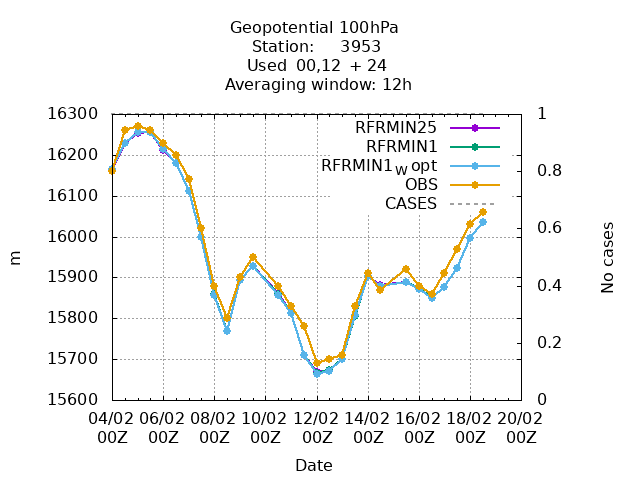 Geopotential 100hPa
Station: 3953
Used 00,12 + 24
Averaging window: 12h
16300
16200
16100
16000
15900
15800
15700
15600
m
1
0.8
0.6
0.4
0.2
0
No cases
RFRMIN25
RFRMIN1
RFRMIN1wopt
OBS
CASES
04/02 06/02 08/02 10/02 12/02 14/02 16/02 18/02 20/02
00Z 00Z 00Z 00Z 00Z 00Z 00Z 00Z 00Z
Date